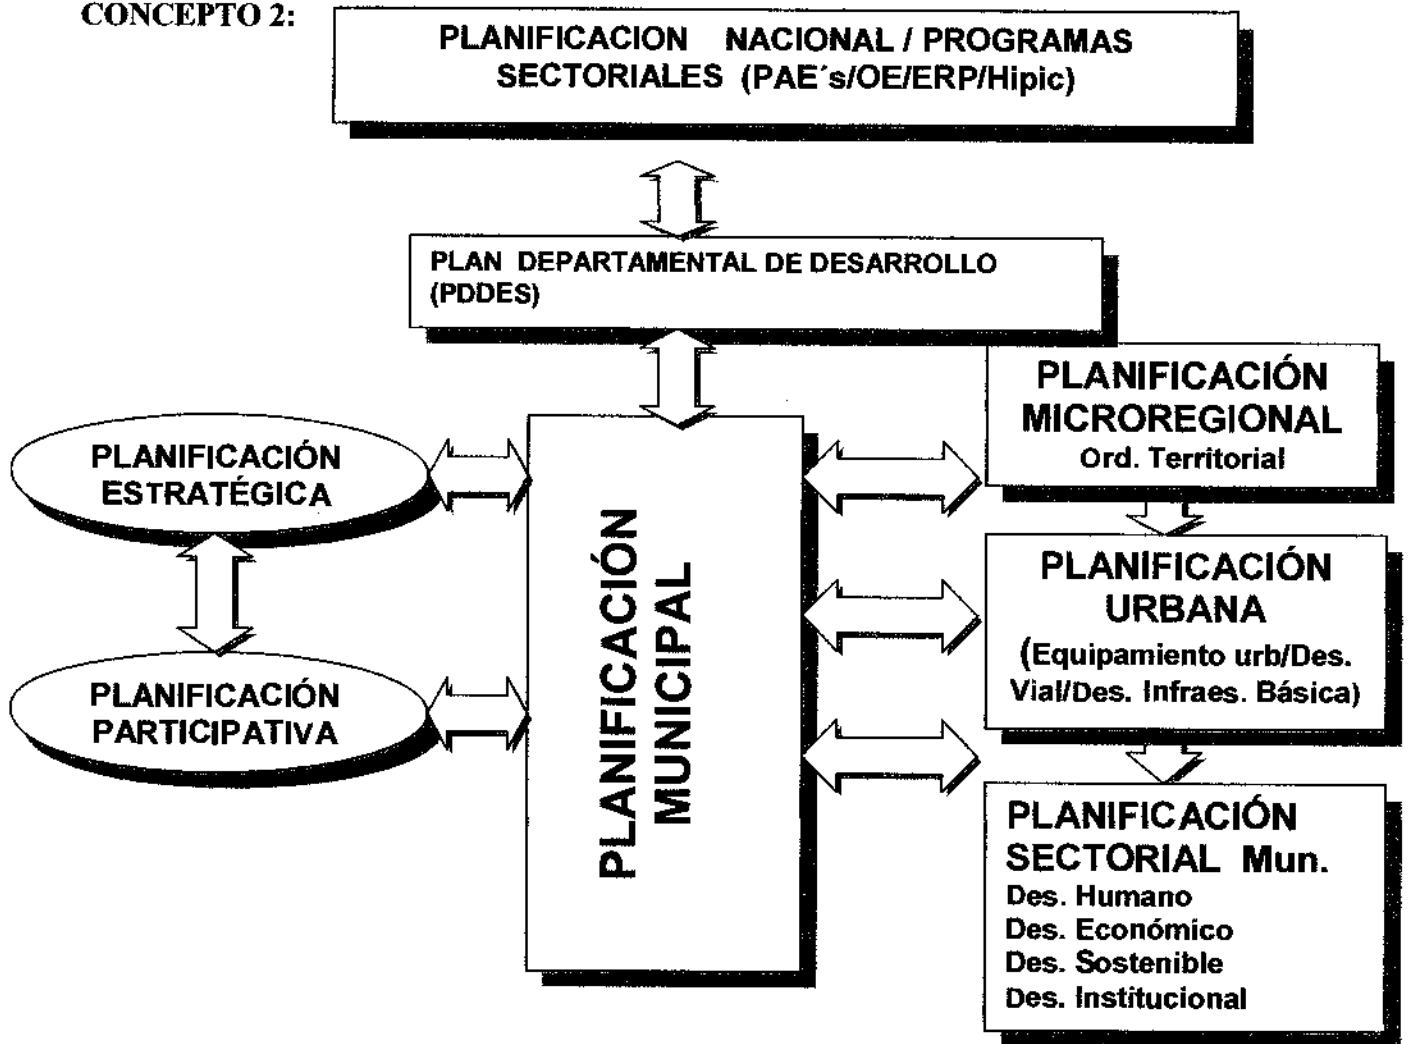 CONCEPTO 2:
PLANIFICACION NACIONAL / PROGRAMAS
SECTORIALES (PAE´s/OE/ERP/Hipic)
PLAN DEPARTAMENTAL DE DESARROLLO
(PDDES)
PLANIFICACIÓN
ESTRATÉGICA
PLANIFICACIÓN
PARTICIPATIVA
PLANIFICACIÓN
MUNICIPAL
PLANIFICACIÓN
MICROREGIONAL
Ord. Territorial
PLANIFICACIÓN
URBANA
(Equipamiento urb/Des.
Vial/Des. Infraes. Básica)
PLANIFICACIÓN
SECTORIAL Mun.
Des. Humano
Des. Económico
Des. Sostenible
Des. Institucional